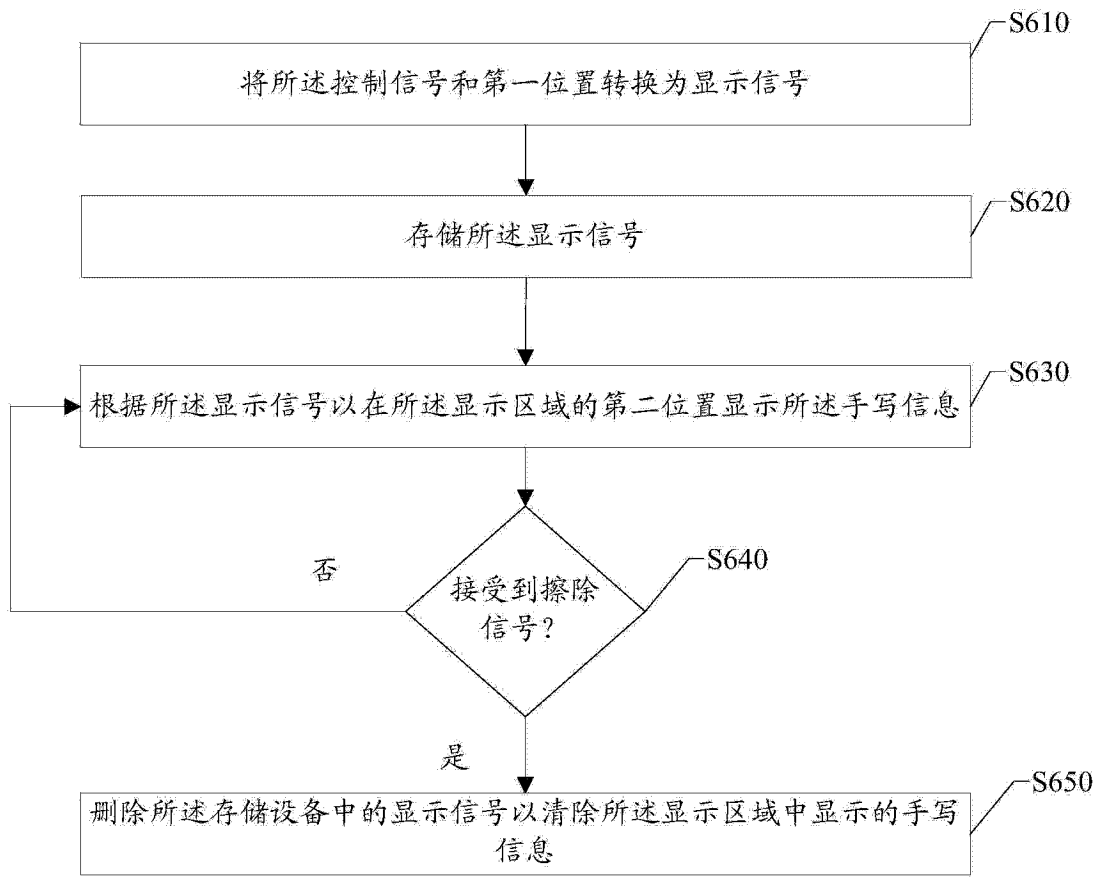 S610
将所述控制信号和第一位置转换为显示信号
S620
存储所述显示信号
S630
根据所述显示信号以在所述显示区域的第二位置显示所述手写信息
S640
否
接受到擦除
信号？
是
S650
删除所述存储设备中的显示信号以清除所述显示区域中显示的手写
信息